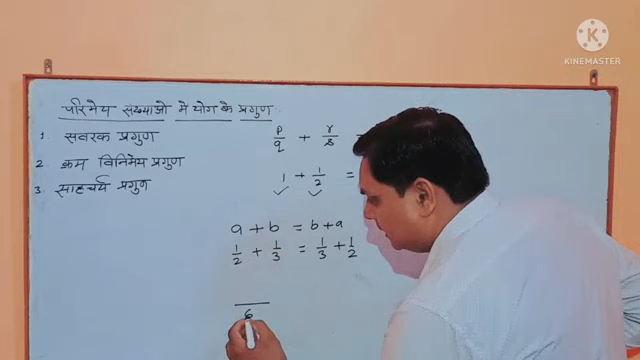 परिमेय संख्याओ मे योग के प्रगुण
1. सवरक प्रगुण
2. क्रम विनिमेय प्रगुण
3. साहचर्य प्रगुण
p/q + r/s =
1 + 1/2 =
a + b = b + a
1/2 + 1/3 = 1/3 + 1/2
6
K
KINEMASTER